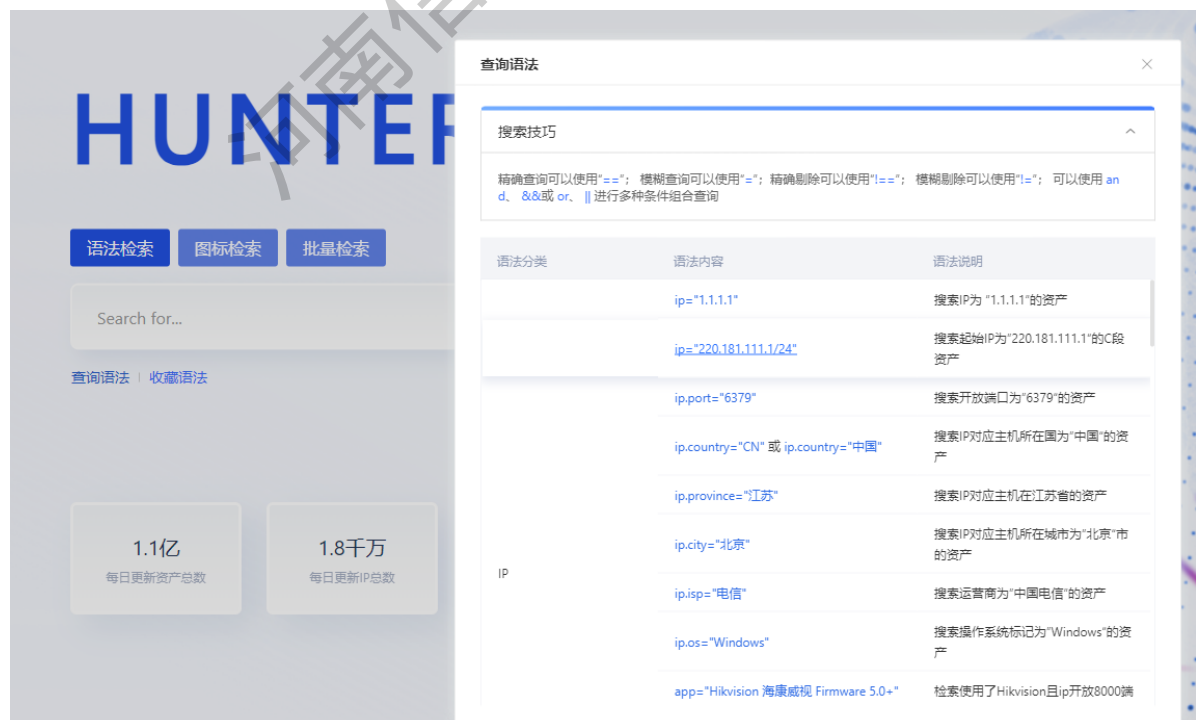 河南信
HUNTER
语法检索 图标检索 批量检索
Search for...
查询语法 收藏语法
1.1亿
每日更新资产总数
1.8千万
每日更新IP总数
查询语法
搜索技巧
精确查询可以使用"=="; 模糊查询可以使用"="; 精确剔除可以使用"!=="; 模糊剔除可以使用"!="; 可以使用 an
d、 &&或 or、 || 进行多种条件组合查询
语法分类 语法内容 语法说明
ip="1.1.1.1" 搜索IP为 "1.1.1.1"的资产
ip="220.181.111.1/24" 搜索起始IP为"220.181.111.1"的C段
资产
ip.port="6379" 搜索开放端口为"6379"的资产
ip.country="CN" 或 ip.country="中国" 搜索IP对应主机所在国为"中国"的资
产
ip.province="江苏" 搜索IP对应主机在江苏省的资产
ip.city="北京" 搜索IP对应主机所在城市为"北京"市
的资产
IP
ip.isp="电信" 搜索运营商为"中国电信"的资产
ip.os="Windows" 搜索操作系统标记为"Windows"的资
产
app="Hikvision 海康威视 Firmware 5.0+" 检索使用了Hikvision且ip开放8000端